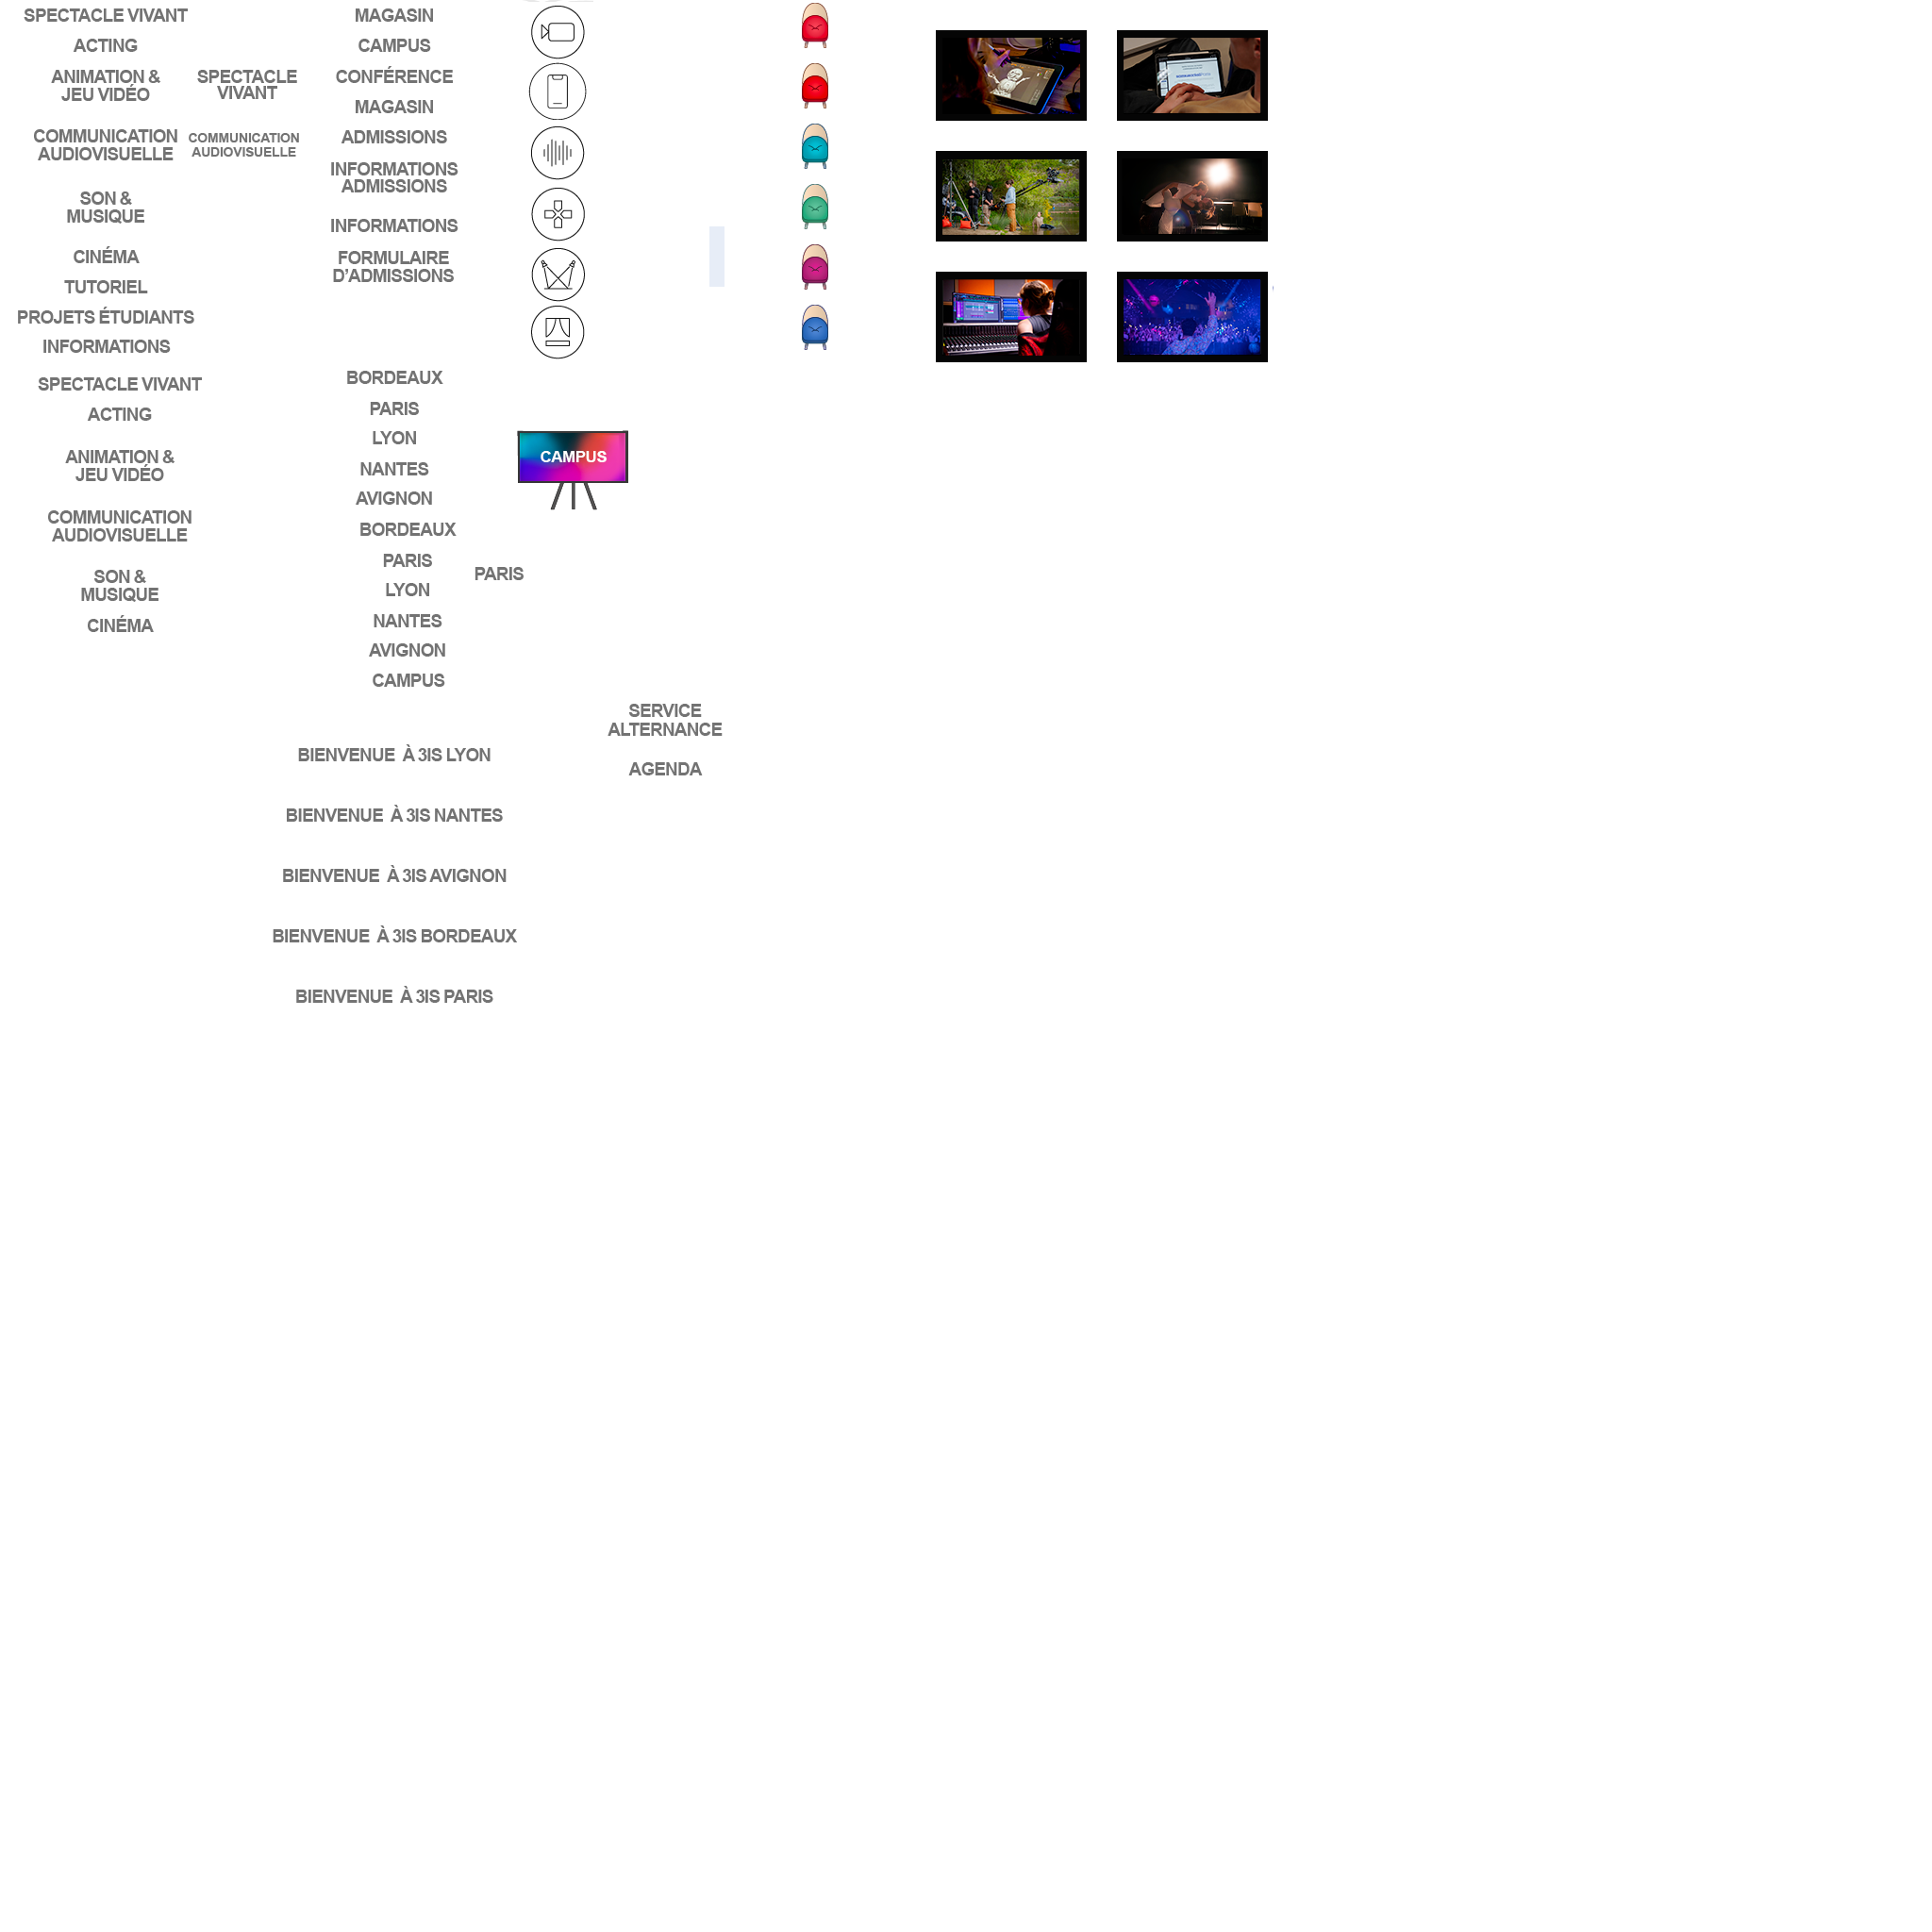 SPECTACLE VIVANT
ACTING
ANIMATION &
JEU VIDÉO
COMMUNICATION
AUDIOVISUELLE
SON &
MUSIQUE
CINÉMA
TUTORIEL
PROJETS ÉTUDIANTS
INFORMATIONS
SPECTACLE VIVANT
ACTING
ANIMATION &
JEU VIDÉO
COMMUNICATION
AUDIOVISUELLE
SON &
MUSIQUE
CINÉMA
SPECTACLE
VIVANT
COMMUNICATION
AUDIOVISUELLE
MAGASIN
CAMPUS
CONFÉRENCE
MAGASIN
ADMISSIONS
INFORMATIONS
ADMISSIONS
INFORMATIONS
FORMULAIRE
D’ADMISSIONS
BORDEAUX
PARIS
LYON
NANTES
AVIGNON
BORDEAUX
PARIS
LYON
NANTES
AVIGNON
CAMPUS
PARIS
CAMPUS
BIENVENUE À 3IS LYON
BIENVENUE À 3IS NANTES
BIENVENUE À 3IS AVIGNON
BIENVENUE À 3IS BORDEAUX
BIENVENUE À 3IS PARIS
SERVICE
ALTERNANCE
AGENDA